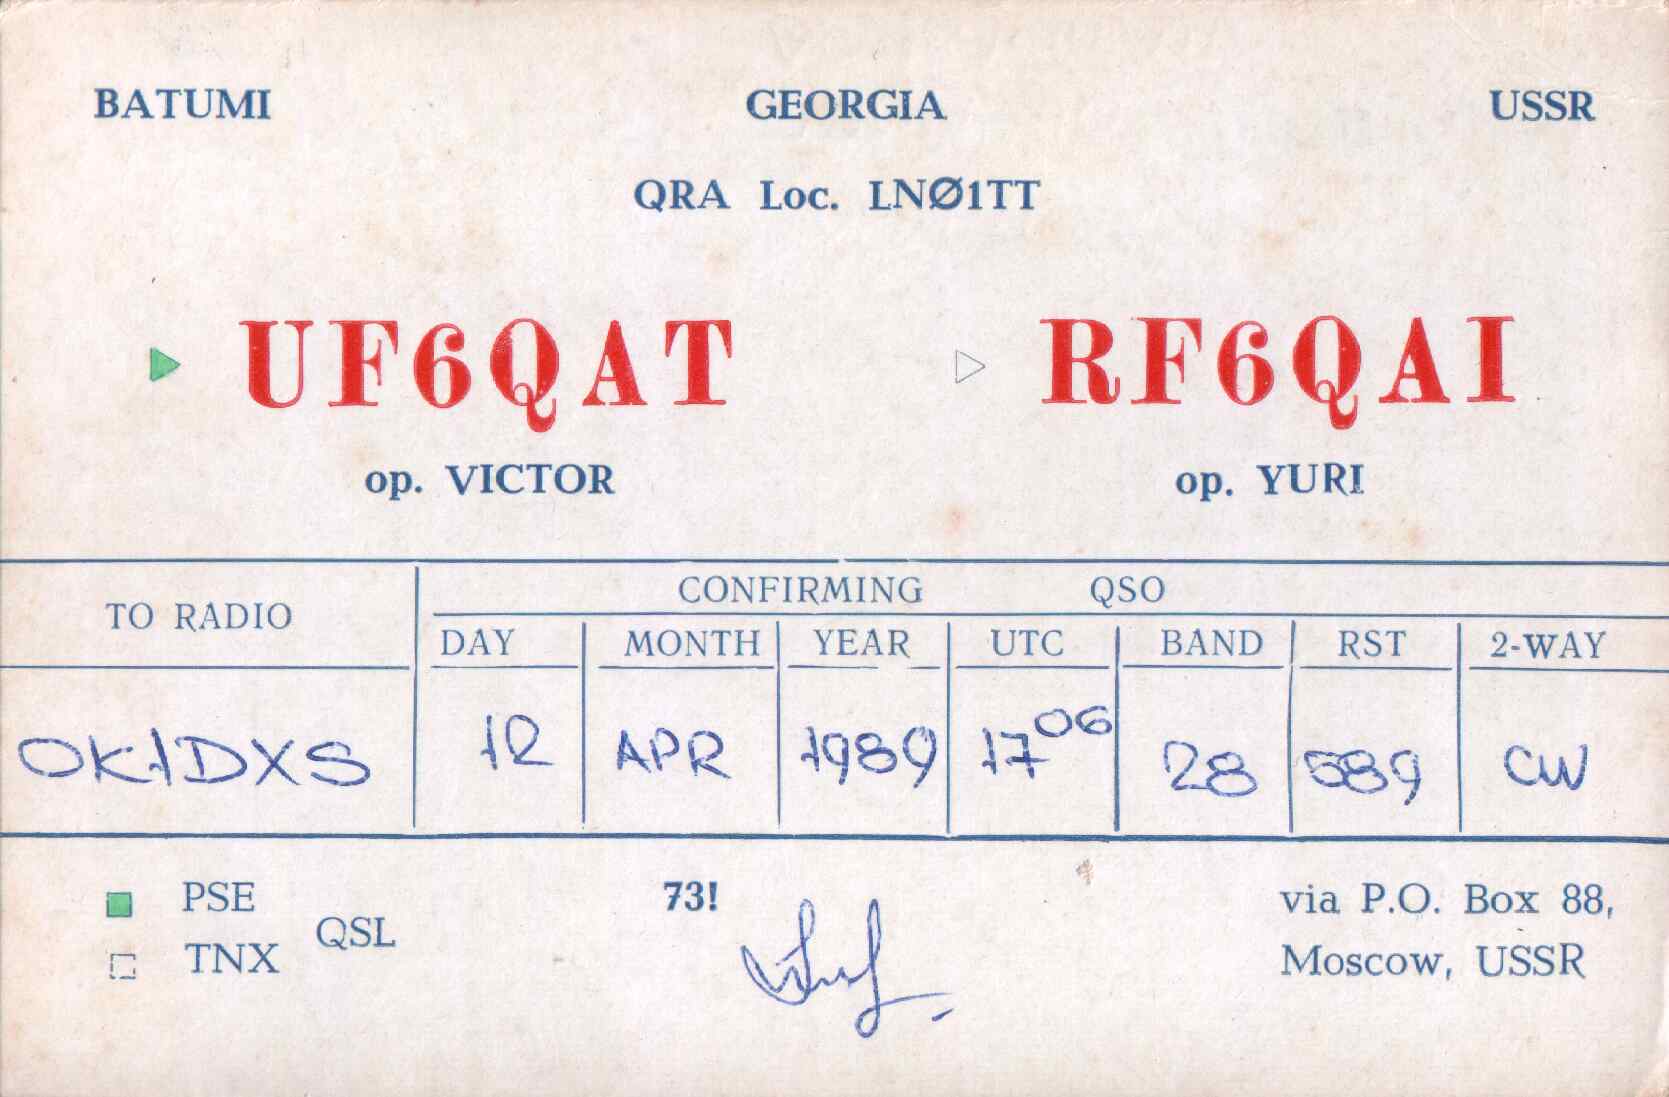 BATUMI GEORGIA USSR
QRA Loc. LNØ1TT
UF6QAT RF6QAI
op. VICTOR op. YURI
TO RADIO CONFIRMING QSO
DAY MONTH YEAR UTC BAND RST 2-WAY
OK1DXS 12 APR 1989 17 06 28 589 CW
PSE
TNX
QSL
73!
via P.O. Box 88,
Moscow, USSR